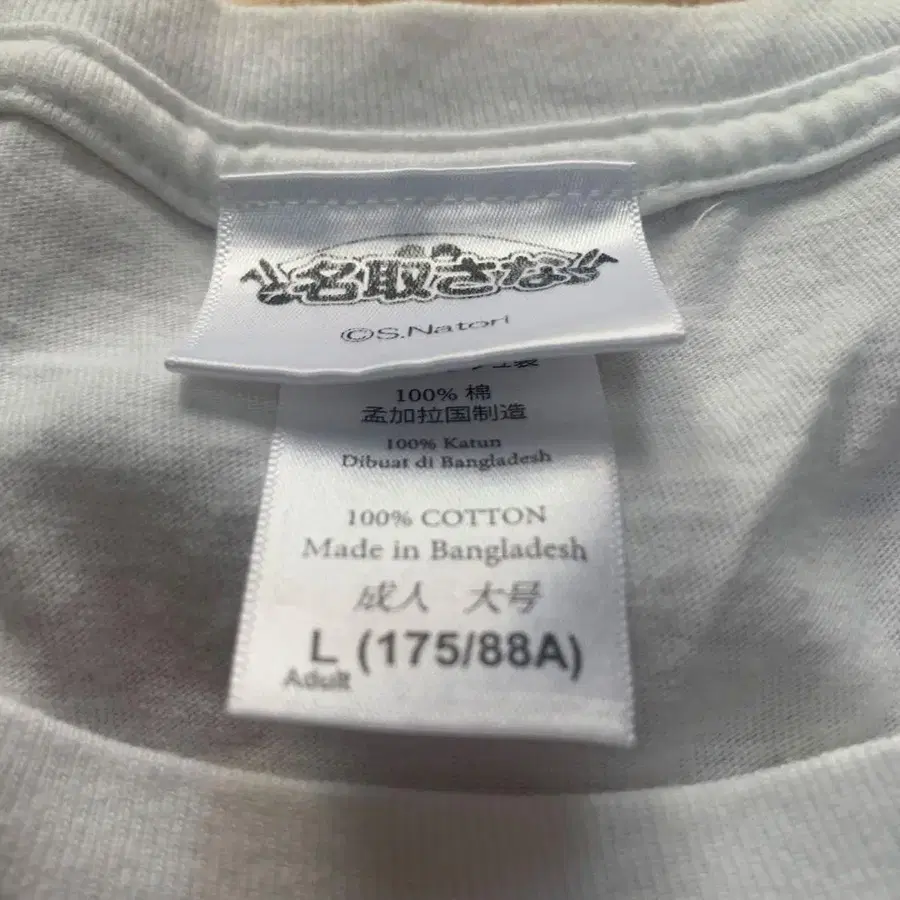 名取さな
©S.Natori
100% 棉
孟加拉国制造
100% Katun
Dibuat di Bangladesh
100% COTTON
Made in Bangladesh
成人 大号
L (175/88A)
Adult